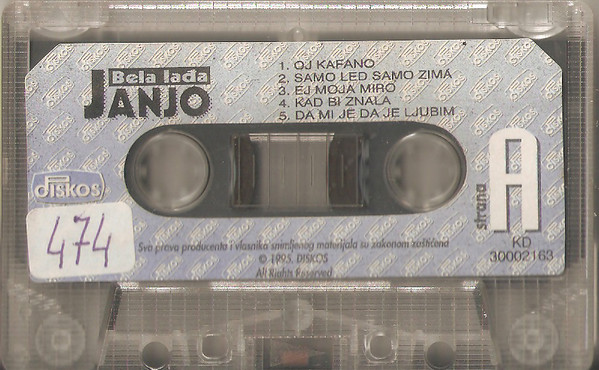 Bela lađa
JANJO
1. OJ KAFANO
2. SAMO LED SAMO ZIMA
3. EJ MOJA MIRO
4. KAD BI ZNALA
5. DA MI JE DA JE LJUBIM
Diskos
474
strana
A
KD
30002163
Sva prava producenta i vlasnika snimljenog materijala su zakonom zaštićena
© 1995. DISKOS
All Rights Reserved